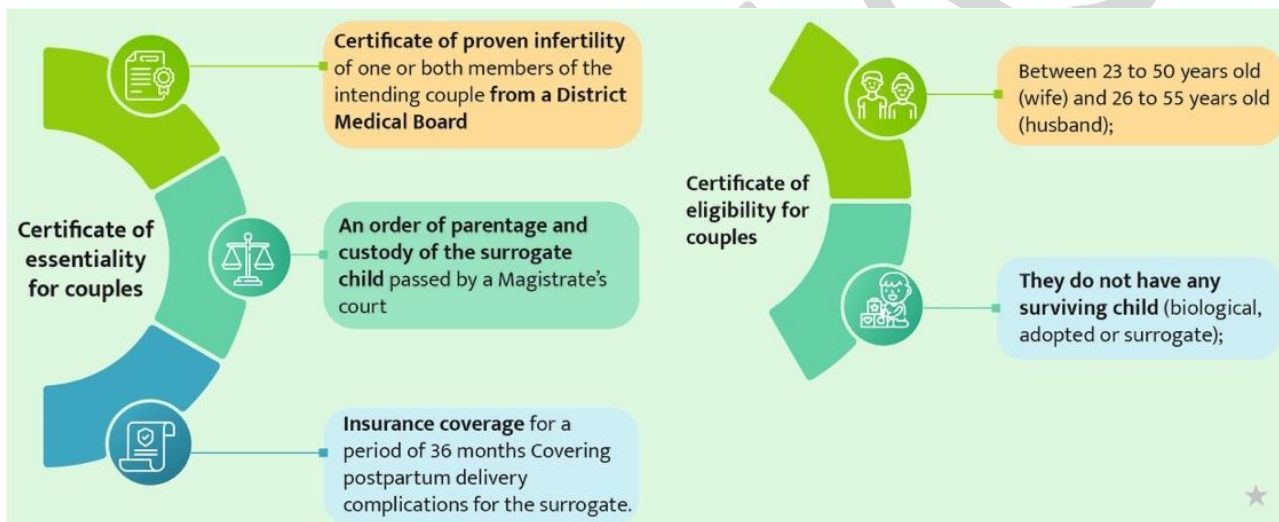 Certificate of essentiality for couples
Certificate of proven infertility
of one or both members of the
intending couple from a District
Medical Board
An order of parentage and
custody of the surrogate
child passed by a Magistrate's
court
Insurance coverage for a
period of 36 months Covering
postpartum delivery
complications for the surrogate.
Certificate of
eligibility for
couples
Between 23 to 50 years old
(wife) and 26 to 55 years old
(husband);
They do not have any
surviving child (biological,
adopted or surrogate);